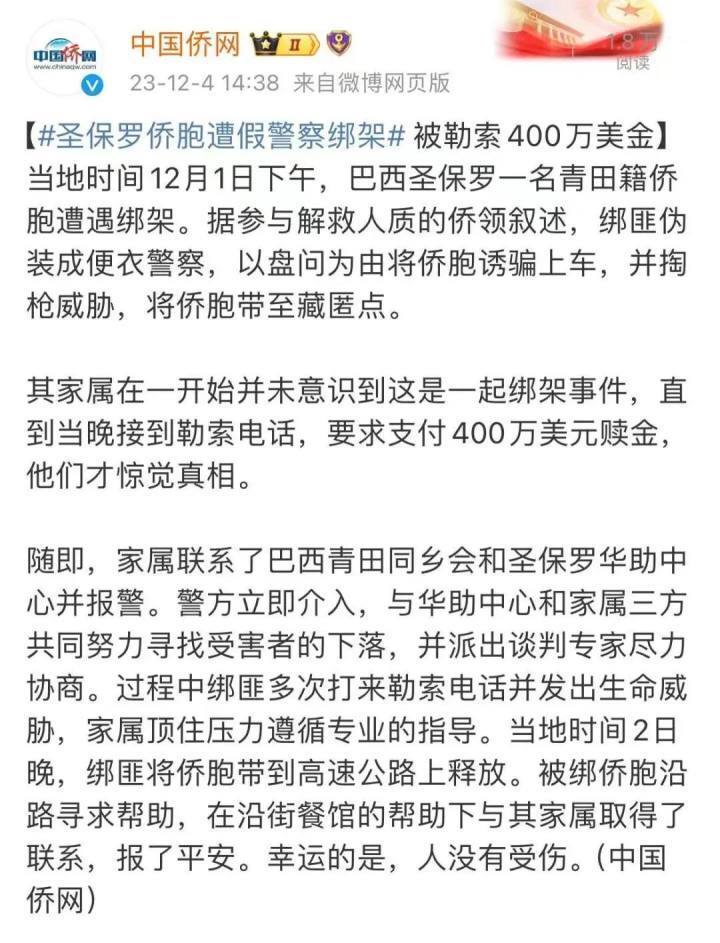 中国侨网
www.chinaqw.com
中国侨网 II
1.8万
阅读
23-12-4 14:38 来自微博网页版
【#圣保罗侨胞遭假警察绑架# 被勒索400万美金】
当地时间12月1日下午，巴西圣保罗一名青田籍侨
胞遭遇绑架。据参与解救人质的侨领叙述，绑匪伪
装成便衣警察，以盘问为由将侨胞诱骗上车，并掏
枪威胁，将侨胞带至藏匿点。
其家属在一开始并未意识到这是一起绑架事件，直
到当晚接到勒索电话，要求支付400万美元赎金，
他们才惊觉真相。
随即，家属联系了巴西青田同乡会和圣保罗华助中
心并报警。警方立即介入，与华助中心和家属三方
共同努力寻找受害者的下落，并派出谈判专家尽力
协商。过程中绑匪多次打来勒索电话并发出生命威
胁，家属顶住压力遵循专业的指导。当地时间2日
晚，绑匪将侨胞带到高速公路上释放。被绑侨胞沿
路寻求帮助，在沿街餐馆的帮助下与其家属取得了
联系，报了平安。幸运的是，人没有受伤。（中国
侨网）